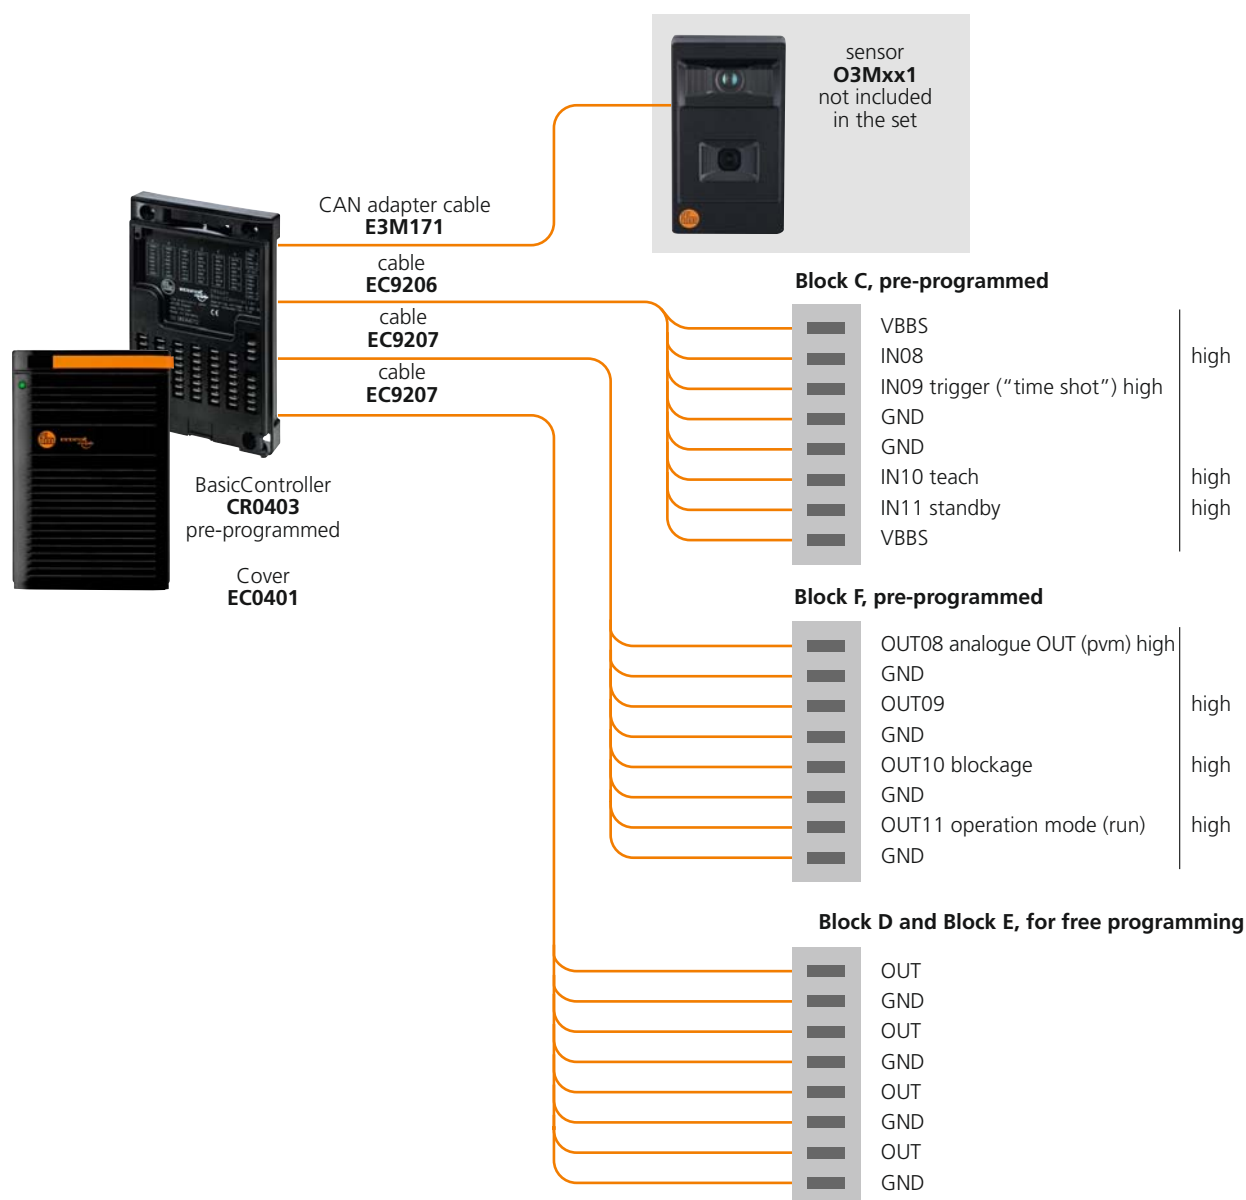 sensor
O3Mxx1
not included
in the set
CAN adapter cable
E3M171
cable
EC9206
cable
EC9207
cable
EC9207
BasicController
CR0403
pre-programmed
Cover
EC0401
ifm
Block C, pre-programmed
VBBS
IN08 high
IN09 trigger (“time shot”) high
GND
GND
IN10 teach high
IN11 standby high
VBBS
Block F, pre-programmed
OUT08 analogue OUT (pvm) high
GND
OUT09 high
GND
OUT10 blockage high
GND
OUT11 operation mode (run) high
GND
Block D and Block E, for free programming
OUT
GND
OUT
GND
OUT
GND
OUT
GND